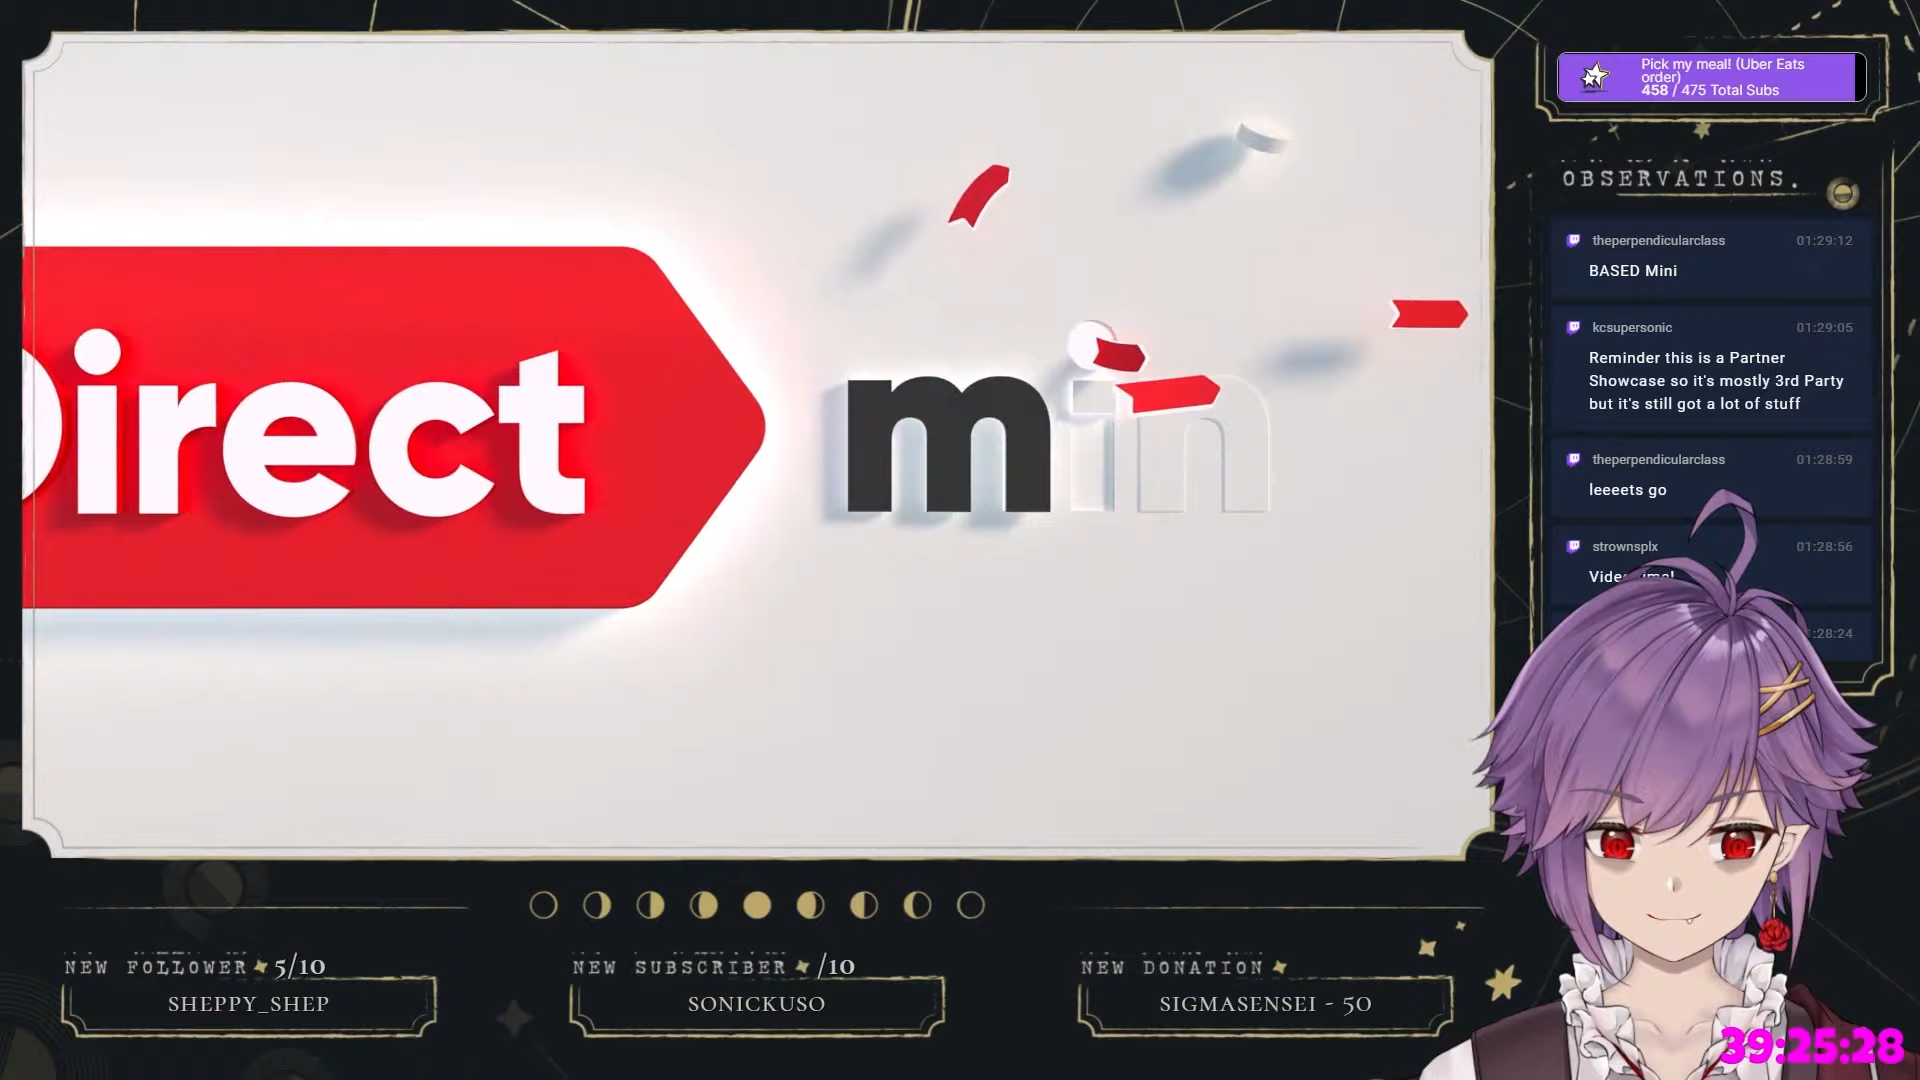 Direct min
Pick my meal! (Uber Eats
order)
458 / 475 Total Subs
OBSERVATIONS.
theperpendicularclass 01:29:12
BASED Mini
kcsupersonic 01:29:05
Reminder this is a Partner
Showcase so it's mostly 3rd Party
but it's still got a lot of stuff
theperpendicularclass 01:28:59
leeeets go
strownsplx 01:28:56
:28:24
NEW FOLLOWER 5/10
SHEPPY_SHEP
NEW SUBSCRIBER /10
SONICKUSO
NEW DONATION
SIGMASENSEI - 50
39:25:28